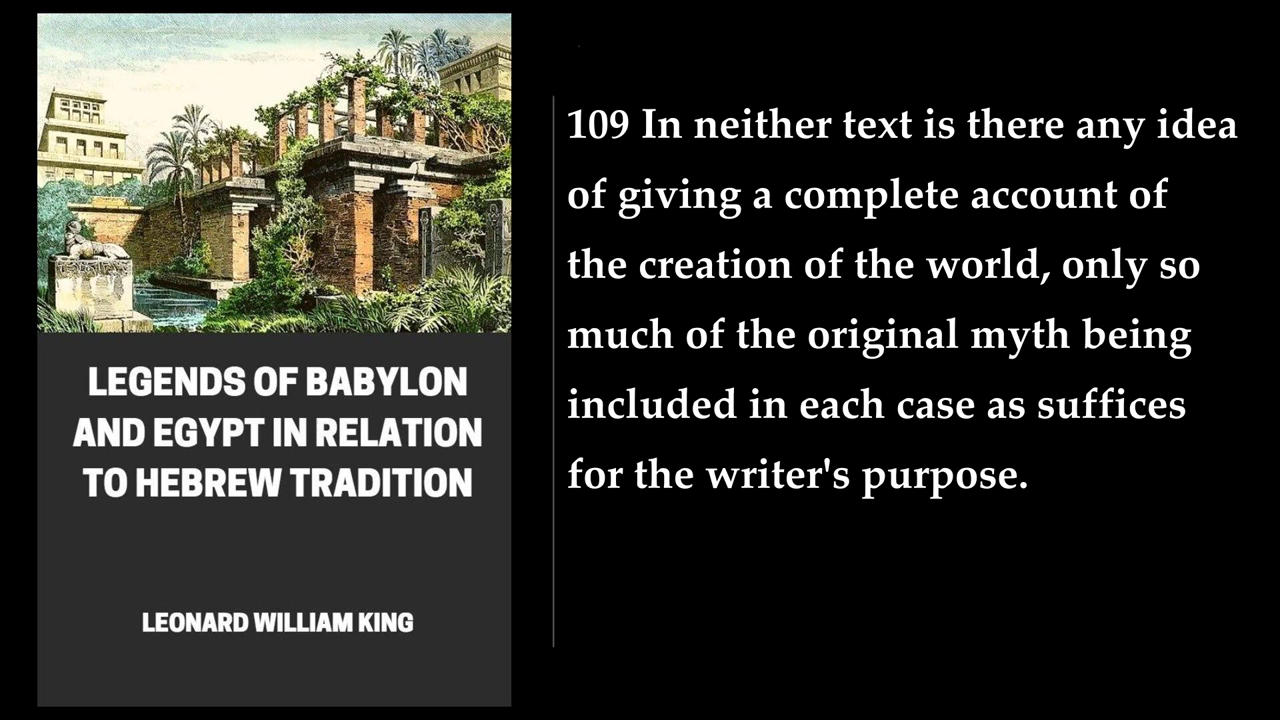 LEGENDS OF BABYLON
AND EGYPT IN RELATION
TO HEBREW TRADITION
LEONARD WILLIAM KING
109 In neither text is there any idea
of giving a complete account of
the creation of the world, only so
much of the original myth being
included in each case as suffices
for the writer's purpose.